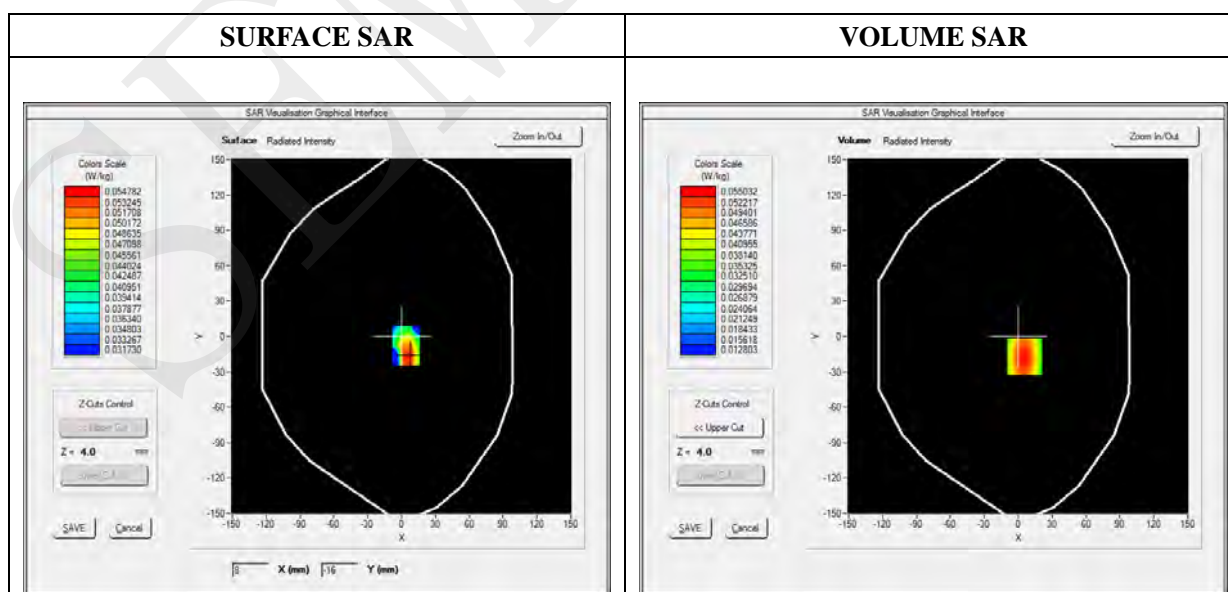 SURFACE SAR
VOLUME SAR
SAR Visualisation Graphical Interface
Surface Radiated Intensity
Zoom In/Out
Colors Scale
(W/kg)
0.054782
0.053245
0.051708
0.050172
0.048635
0.047098
0.045561
0.044024
0.042487
0.040951
0.039414
0.037877
0.036340
0.034803
0.033267
0.031730
150
120
90
60
30
0
-30
-60
-90
-120
-150
Y
-150 -120 -90 -60 -30 0 30 60 90 120 150
X
Z-Cuts Control
<< Upper Cut
Z = 4.0 mm
SAVE Cancel
8 X (mm) -16 Y (mm)
SAR Visualisation Graphical Interface
Volume Radiated Intensity
Zoom In/Out
Colors Scale
(W/kg)
0.055032
0.052217
0.049401
0.046586
0.043771
0.040955
0.038140
0.035325
0.032510
0.029694
0.026879
0.024064
0.021249
0.018433
0.015618
0.012803
150
120
90
60
30
0
-30
-60
-90
-120
-150
Y
-150 -120 -90 -60 -30 0 30 60 90 120 150
X
Z-Cuts Control
<< Upper Cut
Z = 4.0 mm
SAVE Cancel